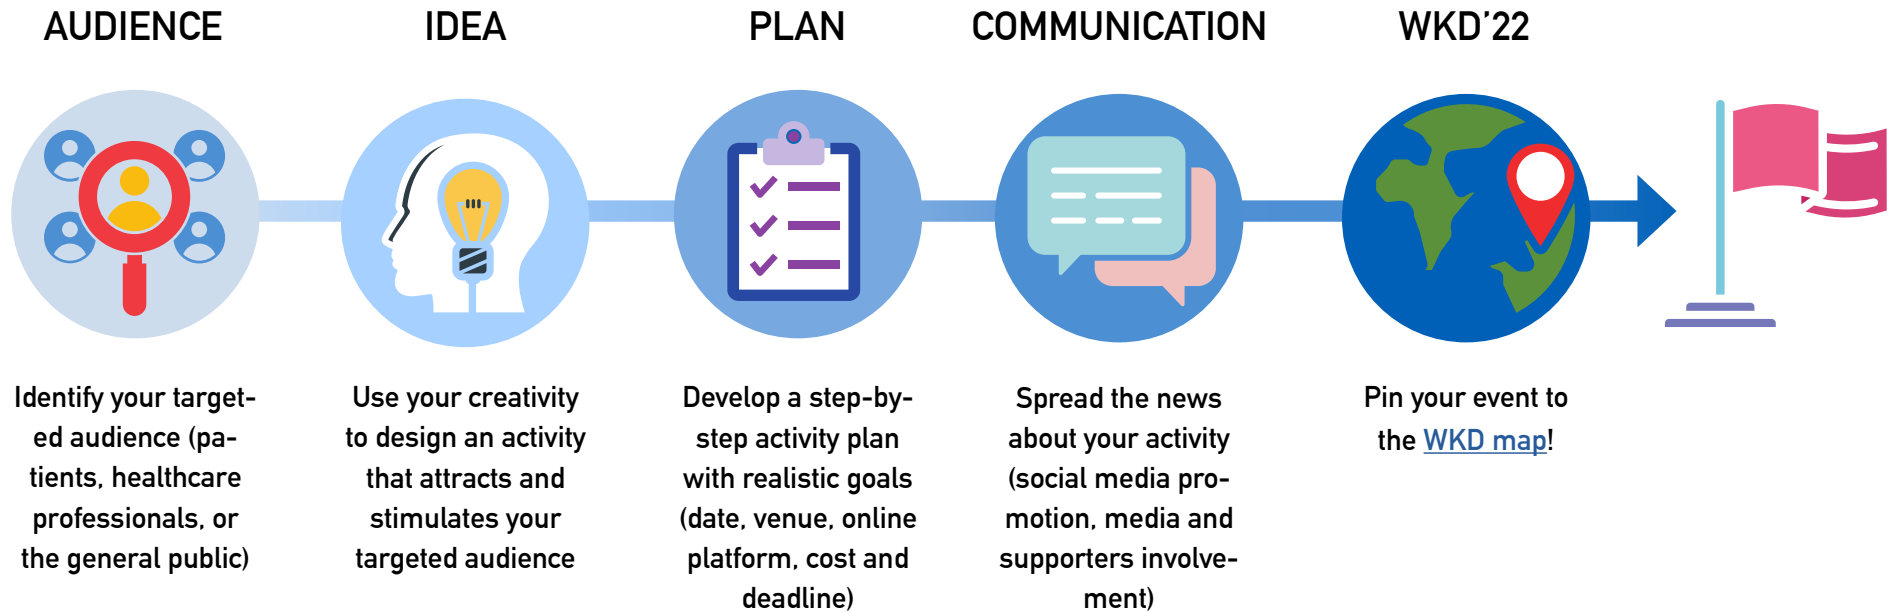 AUDIENCE
Identify your target-
ed audience (pa-
tients, healthcare
professionals, or
the general public)
IDEA
Use your creativity
to design an activity
that attracts and
stimulates your
targeted audience
PLAN
Develop a step-by-
step activity plan
with realistic goals
(date, venue, online
platform, cost and
deadline)
COMMUNICATION
Spread the news
about your activity
(social media pro-
motion, media and
supporters involve-
ment)
WKD’22
Pin your event to
the WKD map!